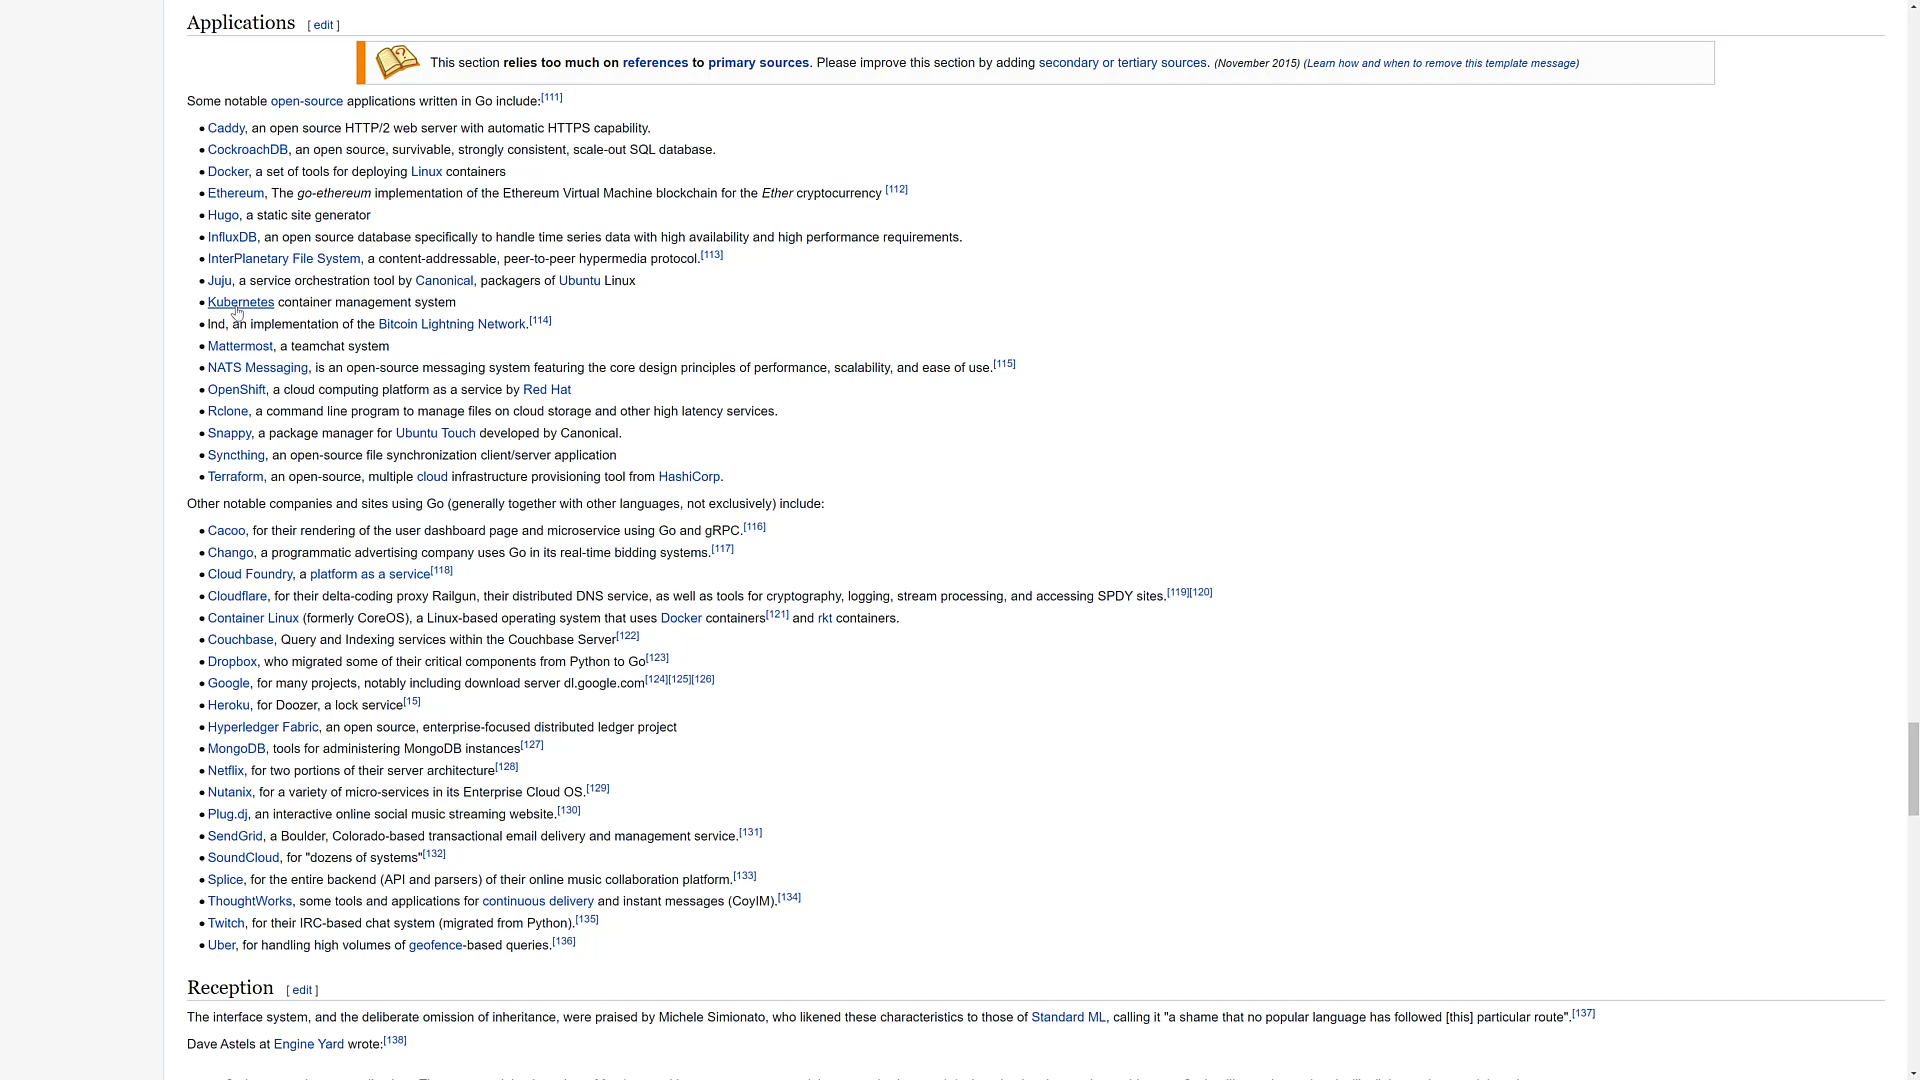 Applications [ edit ]
This section relies too much on references to primary sources. Please improve this section by adding secondary or tertiary sources. (November 2015) (Learn how and when to remove this template message)
Some notable open-source applications written in Go include:[111]
• Caddy, an open source HTTP/2 web server with automatic HTTPS capability.
• CockroachDB, an open source, survivable, strongly consistent, scale-out SQL database.
• Docker, a set of tools for deploying Linux containers
• Ethereum, The go-ethereum implementation of the Ethereum Virtual Machine blockchain for the Ether cryptocurrency [112]
• Hugo, a static site generator
• InfluxDB, an open source database specifically to handle time series data with high availability and high performance requirements.
• InterPlanetary File System, a content-addressable, peer-to-peer hypermedia protocol.[113]
• Juju, a service orchestration tool by Canonical, packagers of Ubuntu Linux
• Kubernetes container management system
• lnd, an implementation of the Bitcoin Lightning Network.[114]
• Mattermost, a teamchat system
• NATS Messaging, is an open-source messaging system featuring the core design principles of performance, scalability, and ease of use.[115]
• OpenShift, a cloud computing platform as a service by Red Hat
• Rclone, a command line program to manage files on cloud storage and other high latency services.
• Snappy, a package manager for Ubuntu Touch developed by Canonical.
• Syncthing, an open-source file synchronization client/server application
• Terraform, an open-source, multiple cloud infrastructure provisioning tool from HashiCorp.
Other notable companies and sites using Go (generally together with other languages, not exclusively) include:
• Cacoo, for their rendering of the user dashboard page and microservice using Go and gRPC.[116]
• Chango, a programmatic advertising company uses Go in its real-time bidding systems.[117]
• Cloud Foundry, a platform as a service[118]
• Cloudflare, for their delta-coding proxy Railgun, their distributed DNS service, as well as tools for cryptography, logging, stream processing, and accessing SPDY sites.[119][120]
• Container Linux (formerly CoreOS), a Linux-based operating system that uses Docker containers[121] and rkt containers.
• Couchbase, Query and Indexing services within the Couchbase Server[122]
• Dropbox, who migrated some of their critical components from Python to Go[123]
• Google, for many projects, notably including download server dl.google.com[124][125][126]
• Heroku, for Doozer, a lock service[15]
• Hyperledger Fabric, an open source, enterprise-focused distributed ledger project
• MongoDB, tools for administering MongoDB instances[127]
• Netflix, for two portions of their server architecture[128]
• Nutanix, for a variety of micro-services in its Enterprise Cloud OS.[129]
• Plug.dj, an interactive online social music streaming website.[130]
• SendGrid, a Boulder, Colorado-based transactional email delivery and management service.[131]
• SoundCloud, for "dozens of systems"[132]
• Splice, for the entire backend (API and parsers) of their online music collaboration platform.[133]
• ThoughtWorks, some tools and applications for continuous delivery and instant messages (CoyIM).[134]
• Twitch, for their IRC-based chat system (migrated from Python).[135]
• Uber, for handling high volumes of geofence-based queries.[136]
Reception [ edit ]
The interface system, and the deliberate omission of inheritance, were praised by Michele Simionato, who likened these characteristics to those of Standard ML, calling it "a shame that no popular language has followed [this] particular route".[137]
Dave Astels at Engine Yard wrote:[138]